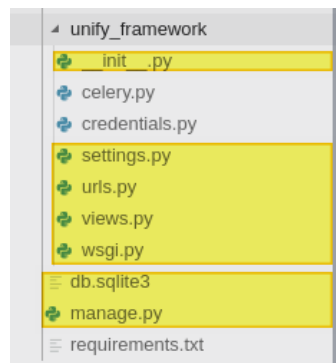 unify_framework
__init__.py
celery.py
credentials.py
settings.py
urls.py
views.py
wsgi.py
db.sqlite3
manage.py
requirements.txt